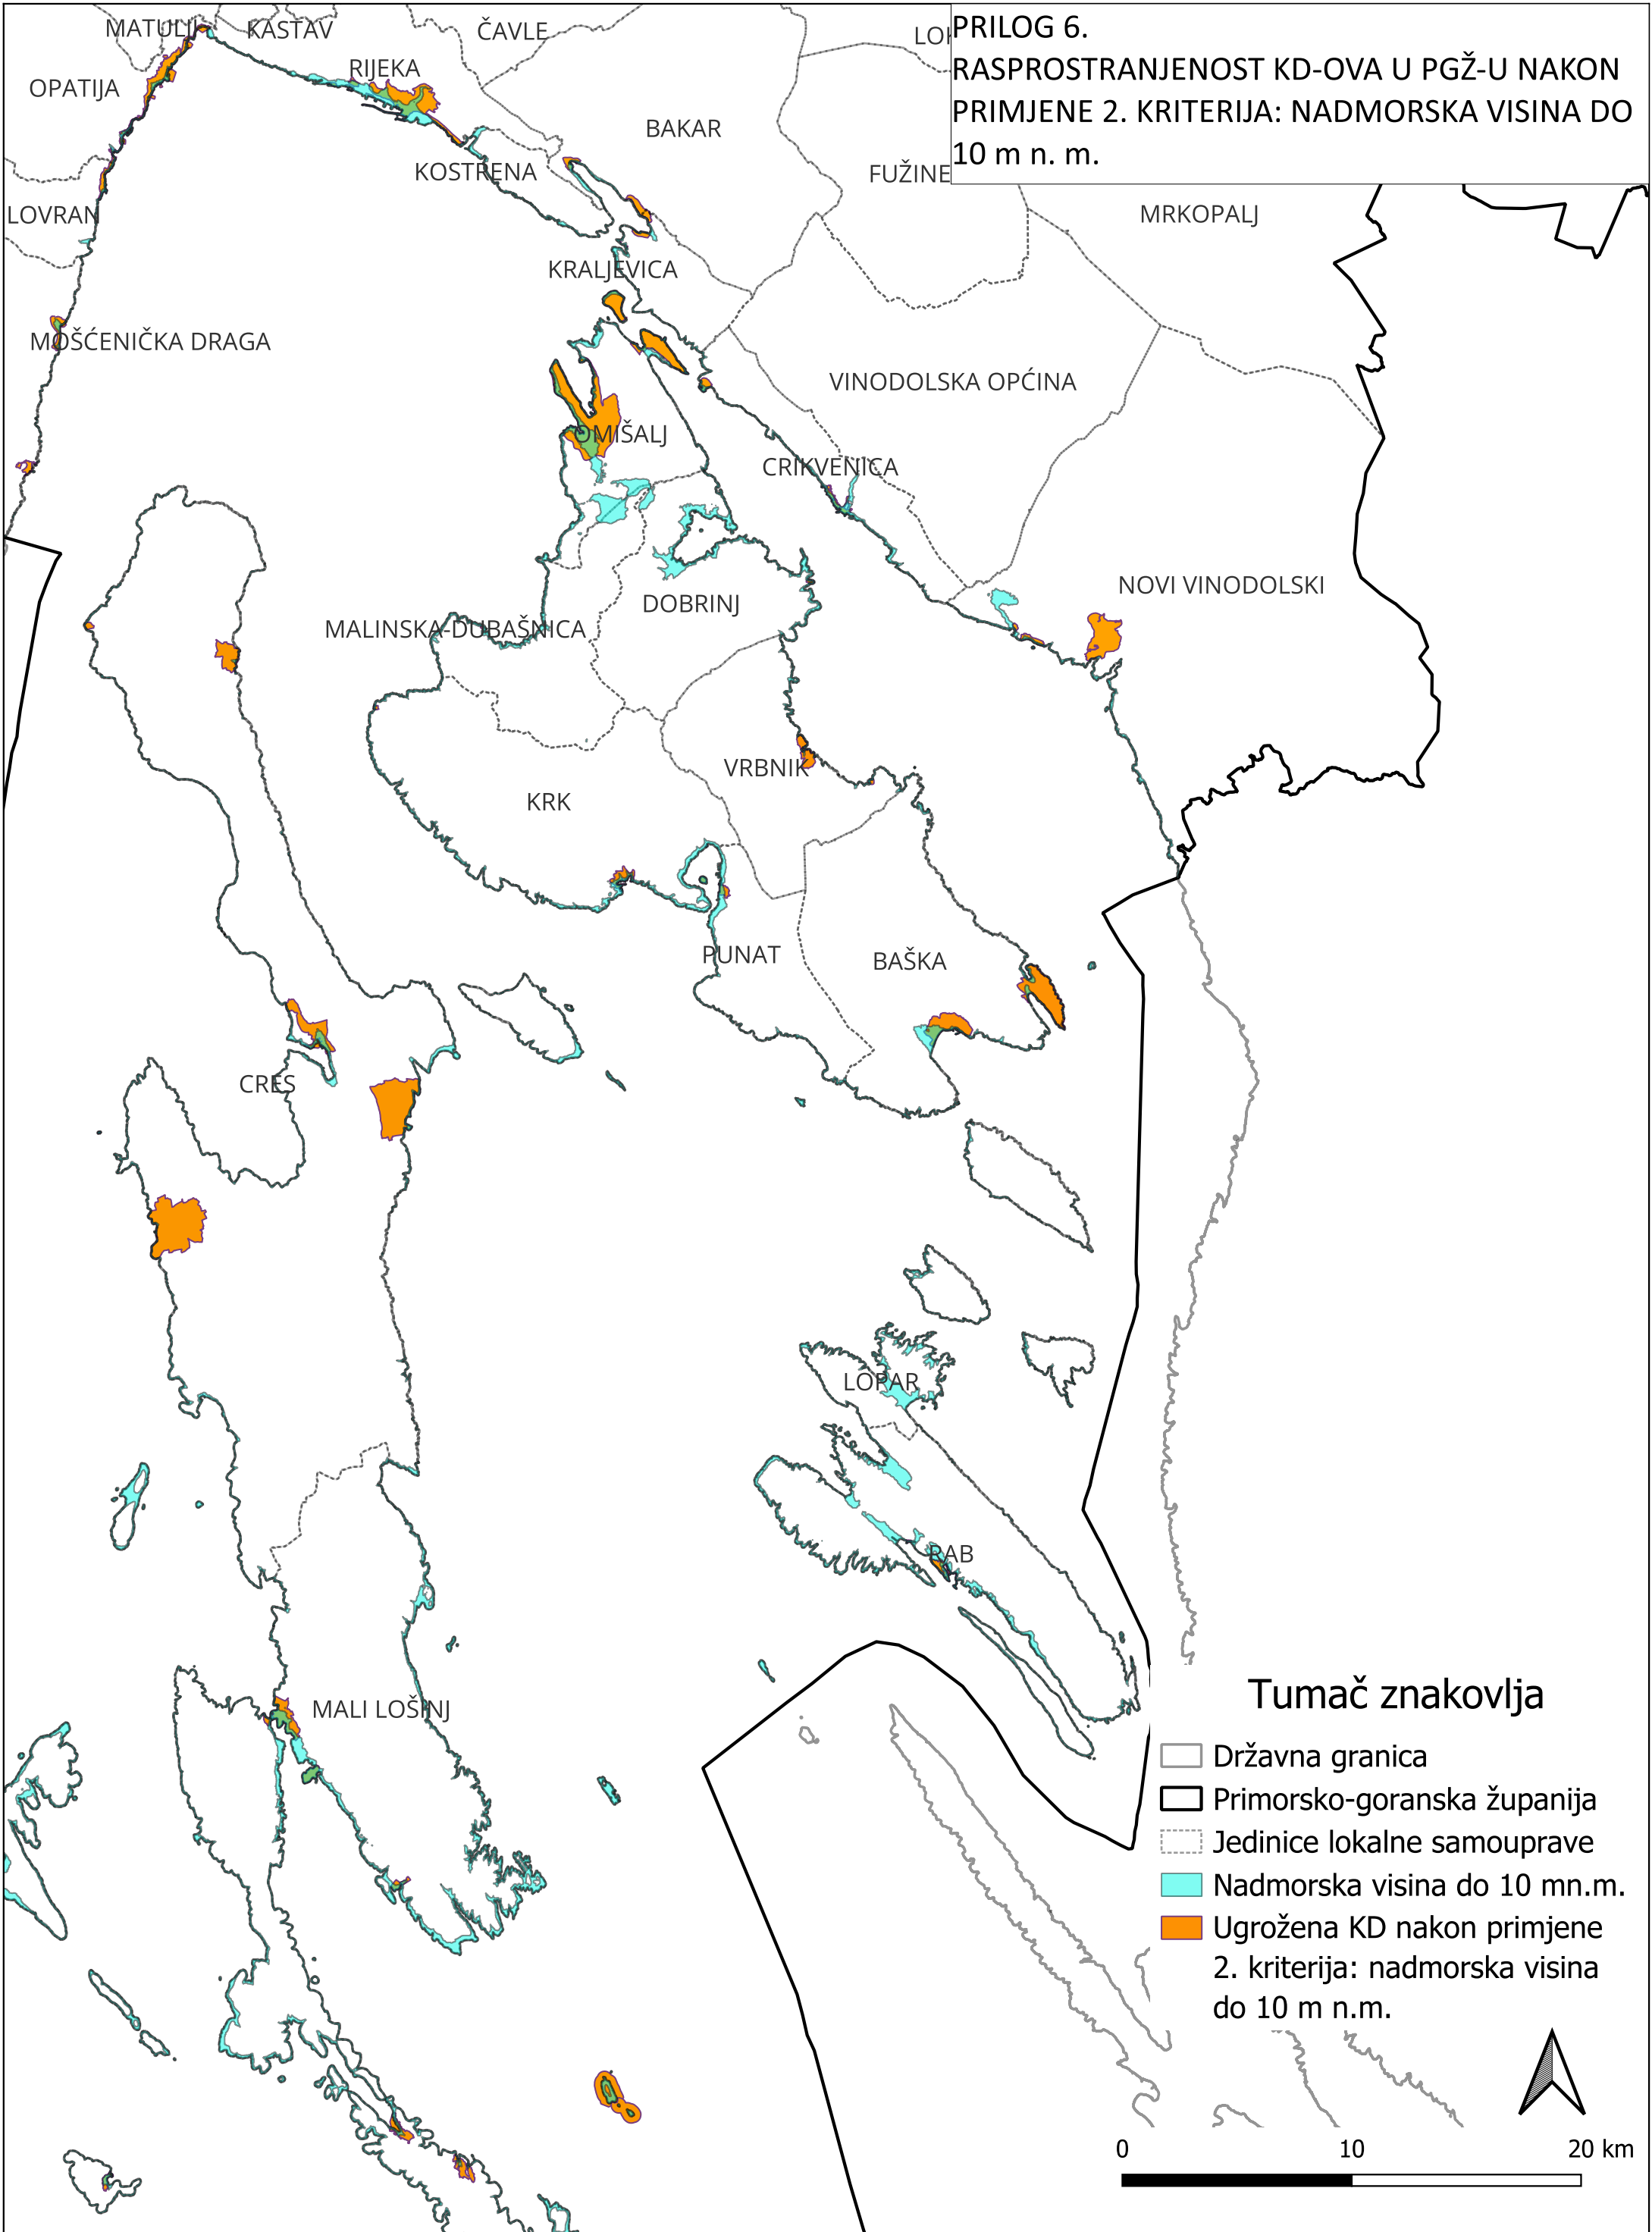 PRILOG 6.
RASPROSTRANJENOST KD-OVA U PGŽ-U NAKON
PRIMJENE 2. KRITERIJA: NADMORSKA VISINA DO
10 m n. m.
MATULJI
KASTAV
ČAVLE
OPATIJA
RIJEKA
BAKAR
KOSTRENA
FUŽINE
LOVRAN
MRKOPALJ
KRALJEVICA
MOŠĆENIČKA DRAGA
VINODOLSKA OPĆINA
OMIŠALJ
CRIKVENICA
NOVI VINODOLSKI
DOBRINJ
MALINSKA-DUBAŠNICA
VRBNIK
KRK
PUNAT
BAŠKA
CRES
LOPAR
RAB
MALI LOŠINJ
Tumač znakovlja
Državna granica
Primorsko-goranska županija
Jedinice lokalne samouprave
Nadmorska visina do 10 mn.m.
Ugrožena KD nakon primjene
2. kriterija: nadmorska visina
do 10 m n.m.
0 10 20 km